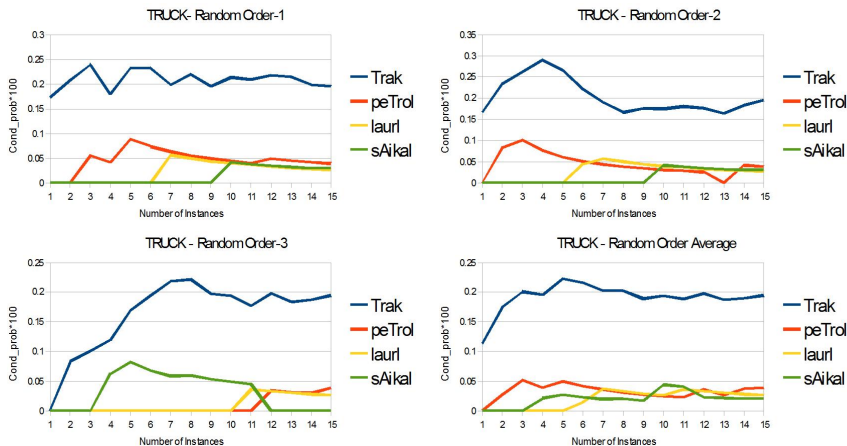 TRUCK- Random Order-1
Cond_prob*100
0.3
0.25
0.2
0.15
0.1
0.05
0
1 2 3 4 5 6 7 8 9 10 11 12 13 14 15
Number of Instances
Trak
peTrol
laurI
sAikal
TRUCK - Random Order-2
Cond_prob*100
0.35
0.3
0.25
0.2
0.15
0.1
0.05
0
1 2 3 4 5 6 7 8 9 10 11 12 13 14 15
Number of Instances
Trak
peTrol
laurI
sAikal
TRUCK - Random Order-3
Cond_prob*100
0.25
0.2
0.15
0.1
0.05
0
1 2 3 4 5 6 7 8 9 10 11 12 13 14 15
Number of Instances
Trak
peTrol
laurI
sAikal
TRUCK - Random Order Average
Cond_prob*100
0.25
0.2
0.15
0.1
0.05
0
1 2 3 4 5 6 7 8 9 10 11 12 13 14 15
Number of Instances
Trak
peTrol
laurI
sAikal